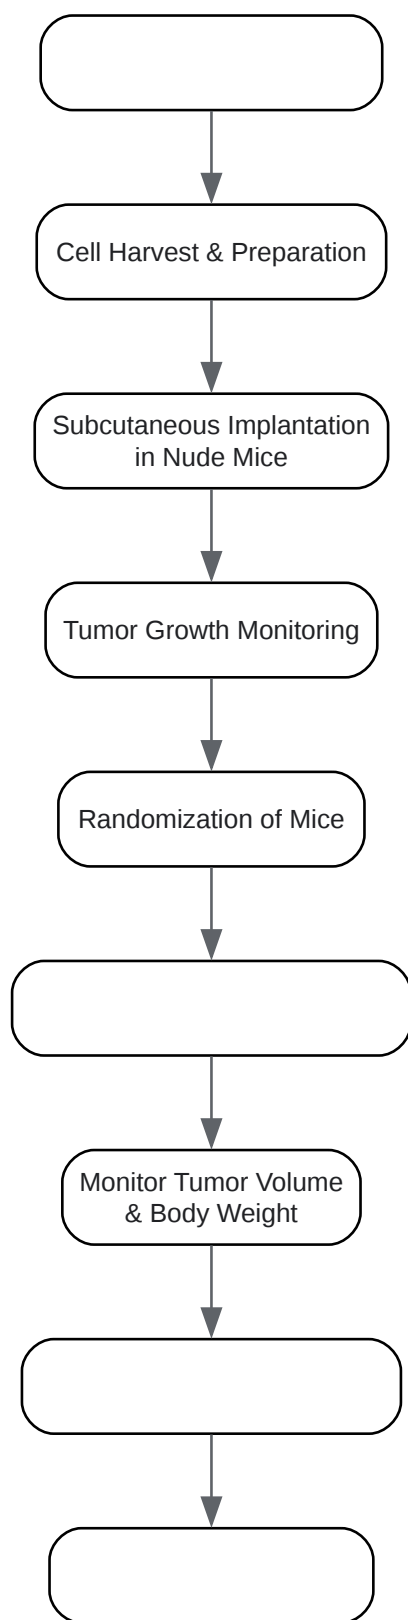 Cell Harvest & Preparation
Subcutaneous Implantation
in Nude Mice
Tumor Growth Monitoring
Randomization of Mice
Monitor Tumor Volume
& Body Weight